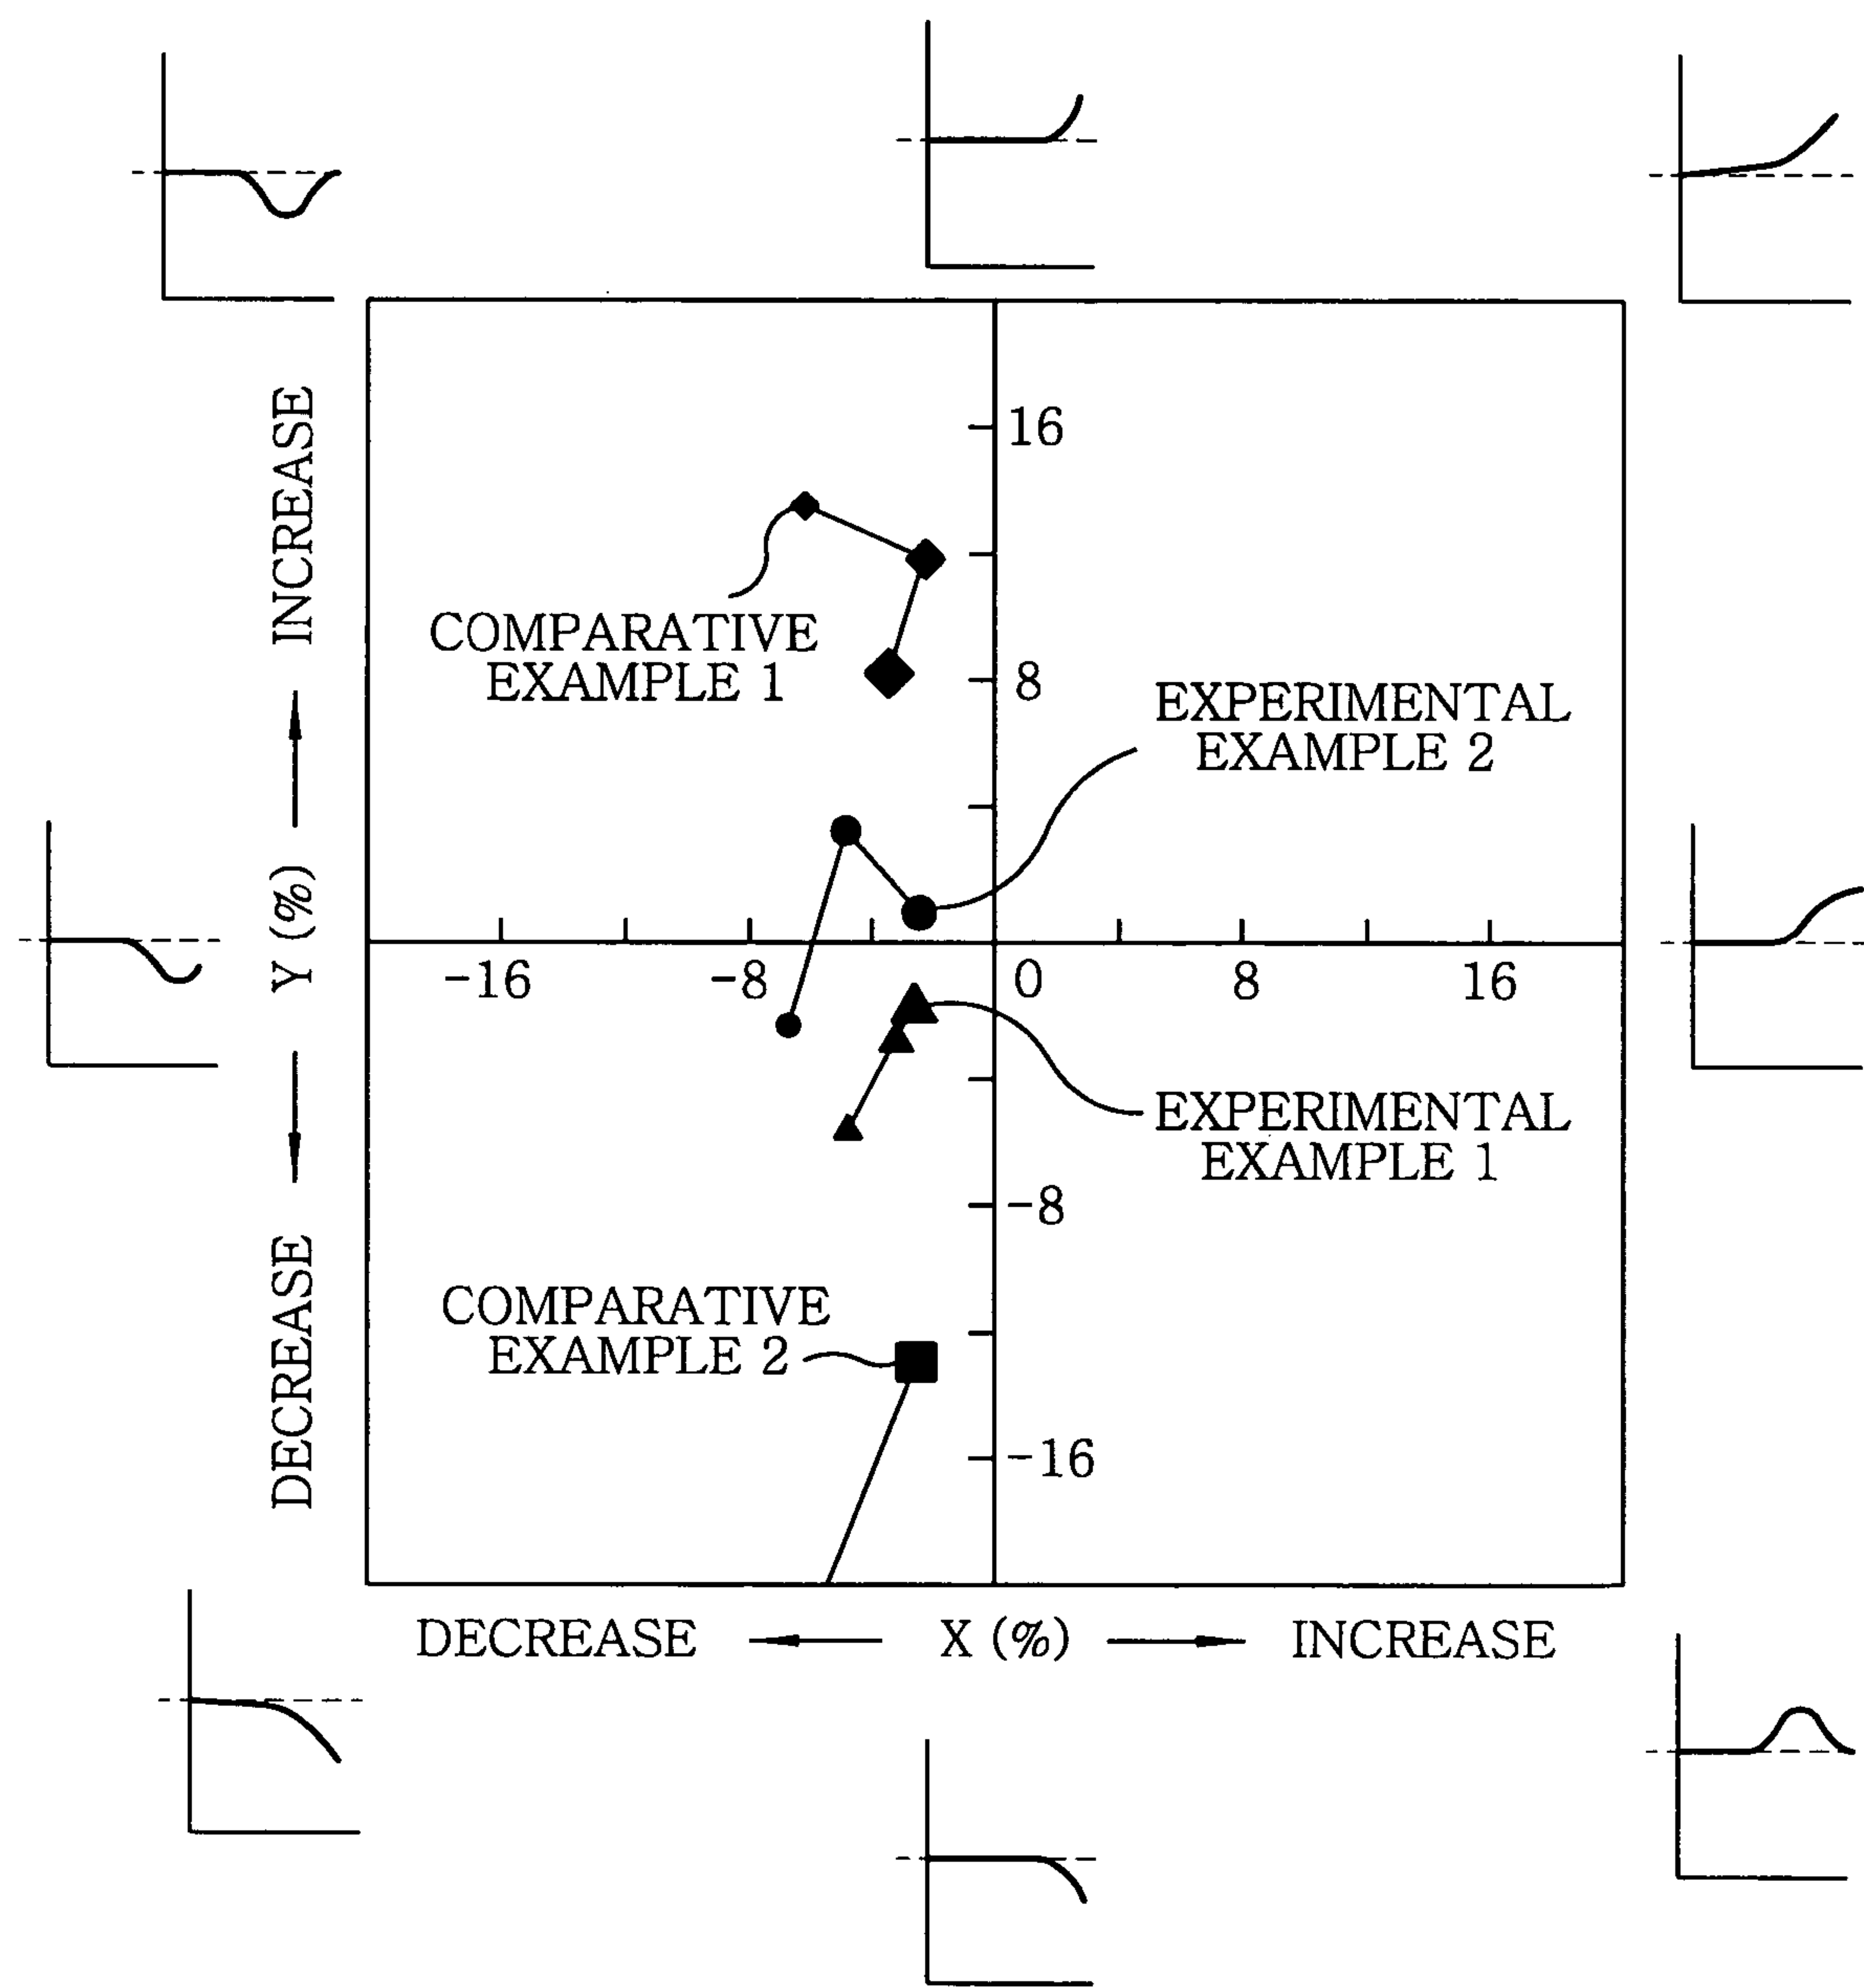 INCREASE
Y (%)
DECREASE
16
COMPARATIVE
EXAMPLE 1
8
EXPERIMENTAL
EXAMPLE 2
-16
-8
0
8
16
EXPERIMENTAL
EXAMPLE 1
-8
COMPARATIVE
EXAMPLE 2
-16
DECREASE X (%) INCREASE